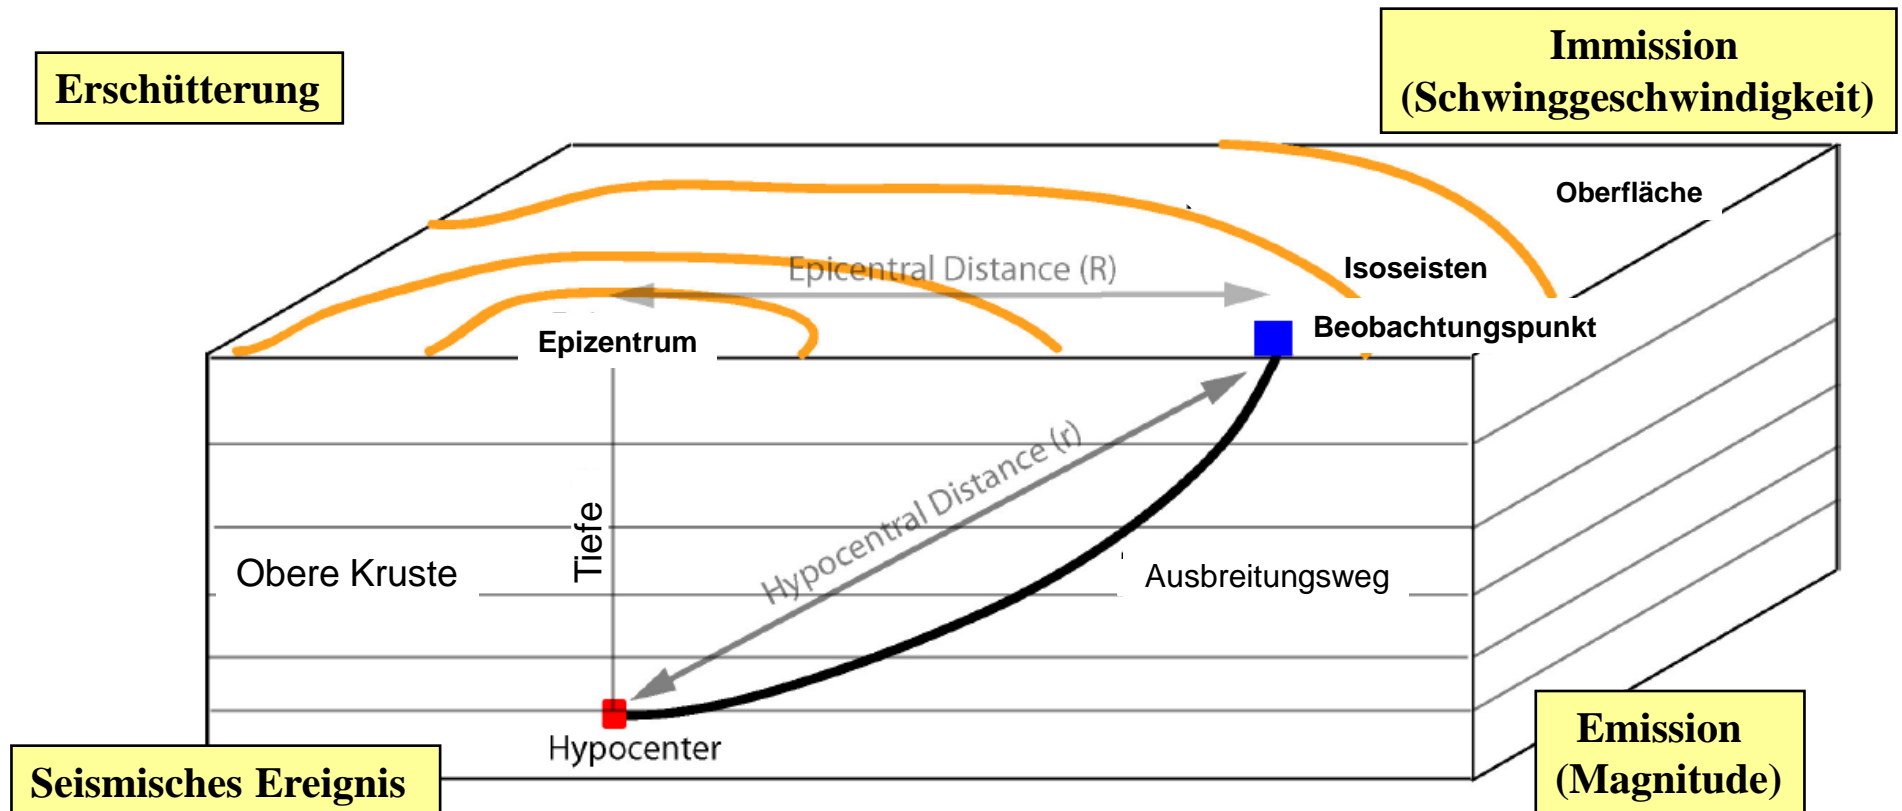 Immission
(Schwinggeschwindigkeit)
Erschütterung
Oberfläche
Epicentral Distance (R)
Isoseisten
Beobachtungspunkt
Epizentrum
Hypocentral Distance (r)
Tiefe
Obere Kruste
Ausbreitungsweg
Hypocenter
Emission
(Magnitude)
Seismisches Ereignis